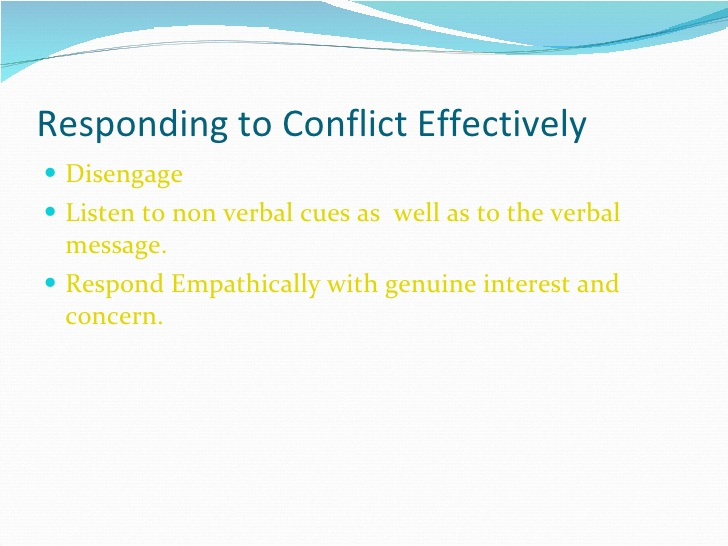 Responding to Conflict Effectively
Disengage
Listen to non verbal cues as  well as to the verbal
message.
Respond Empathically with genuine interest and
concern.